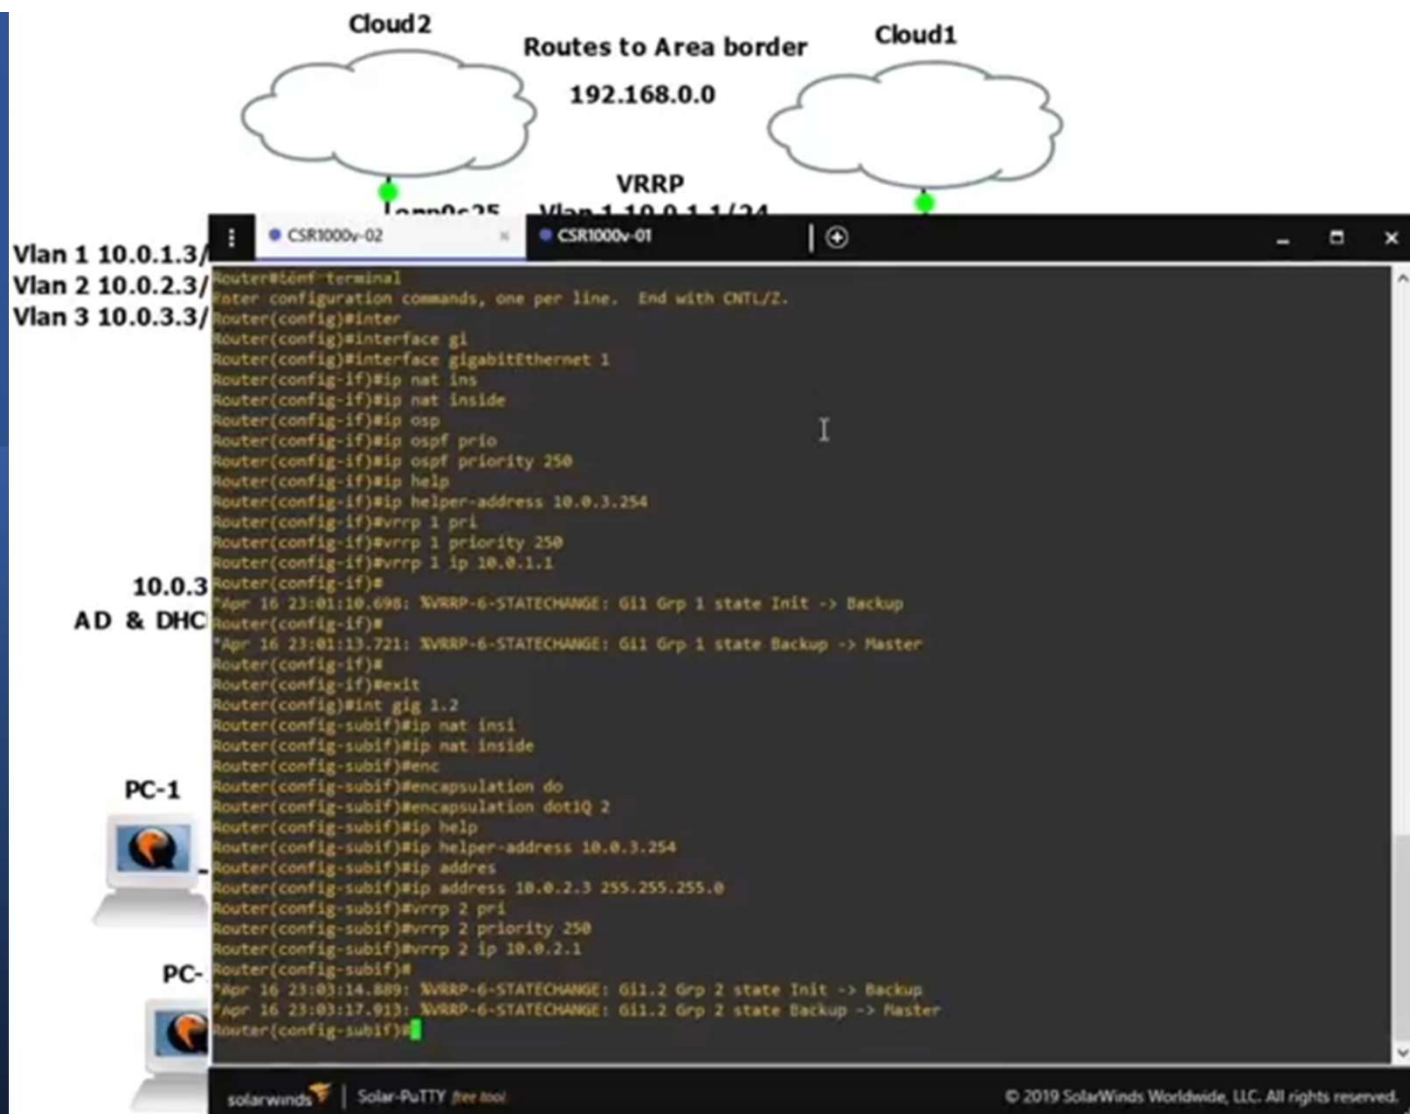 Cloud2
Routes to Area border
Cloud1
192.168.0.0
VRRP
Vlan 1 10.0.1.1/24
CSR1000v-02
CSR1000v-01
Vlan 1 10.0.1.3/
Vlan 2 10.0.2.3/
Vlan 3 10.0.3.3/
10.0.3
AD & DHC
PC-1
PC-
Router#conf terminal
Enter configuration commands, one per line. End with CNTL/Z.
Router(config)#inter
Router(config)#interface gi
Router(config)#interface gigabitEthernet 1
Router(config-if)#ip nat ins
Router(config-if)#ip nat inside
Router(config-if)#ip osp
Router(config-if)#ip ospf prio
Router(config-if)#ip ospf priority 250
Router(config-if)#ip help
Router(config-if)#ip helper-address 10.0.3.254
Router(config-if)#vrrp 1 pri
Router(config-if)#vrrp 1 priority 250
Router(config-if)#vrrp 1 ip 10.0.1.1
Router(config-if)#
*Apr 16 23:01:10.698: %VRRP-6-STATECHANGE: Gi1 Grp 1 state Init -> Backup
Router(config-if)#
*Apr 16 23:01:13.721: %VRRP-6-STATECHANGE: Gi1 Grp 1 state Backup -> Master
Router(config-if)#
Router(config-if)#exit
Router(config)#int gig 1.2
Router(config-subif)#ip nat insi
Router(config-subif)#ip nat inside
Router(config-subif)#enc
Router(config-subif)#encapsulation do
Router(config-subif)#encapsulation dot1Q 2
Router(config-subif)#ip help
Router(config-subif)#ip helper-address 10.0.3.254
Router(config-subif)#ip addres
Router(config-subif)#ip address 10.0.2.3 255.255.255.0
Router(config-subif)#vrrp 2 pri
Router(config-subif)#vrrp 2 priority 250
Router(config-subif)#vrrp 2 ip 10.0.2.1
Router(config-subif)#
*Apr 16 23:03:14.889: %VRRP-6-STATECHANGE: Gi1.2 Grp 2 state Init -> Backup
*Apr 16 23:03:17.913: %VRRP-6-STATECHANGE: Gi1.2 Grp 2 state Backup -> Master
Router(config-subif)#
solarwinds | Solar-PuTTY free tool
© 2019 SolarWinds Worldwide, LLC. All rights reserved.